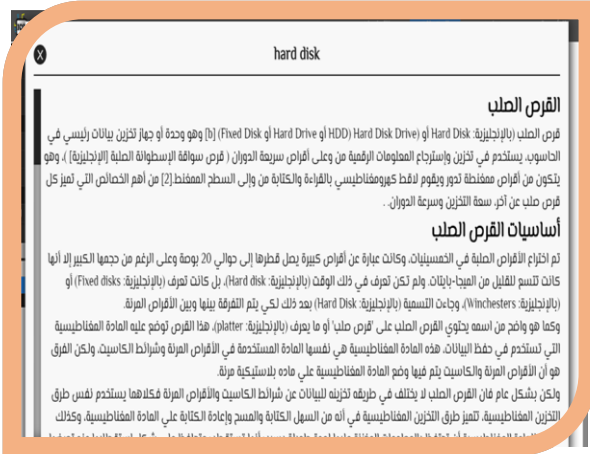 hard disk
القرص الصلب
قرص الصلب (بالإنجليزية: Hard Disk أو HDD) Hard Disk Drive) أو Hard Drive أو Fixed Disk) [b] وهو وحدة أو جهاز تخزين بيانات رئيسي في
الحاسوب، يستخدم في تخزين وإسترجاع المعلومات الرقمية من وعلى أقراص سريعة الدوران ( قرص سواقة الإسطوانة الصلبة [الإنجليزية] )، وهو
يتكون من أقراص ممغنطة تدور ويقوم لاقط كهرومغناطيسي بالقراءة والكتابة من وإلى السطح الممغنط.[2] من أهم الخصائص التي تميز كل
قرص صلب عن آخر، سعة التخزين وسرعة الدوران. .
أساسيات القرص الصلب
تم اختراع الأقراص الصلبة في الخمسينيات، وكانت عبارة عن أقراص كبيرة يصل قطرها إلى حوالي 20 بوصة وعلى الرغم من حجمها الكبير إلا أنها
كانت تتسع للقليل من الميجا-بايتات. ولم تكن تعرف في ذلك الوقت (بالإنجليزية: Hard disk)، بل كانت تعرف (بالإنجليزية: Fixed disks) أو
(بالإنجليزية: Winchesters)، وجاءت التسمية (بالإنجليزية: Hard Disk) بعد ذلك لكي يتم التفرقة بينها وبين الأقراص المرنة.
وكما هو واضح من اسمه يحتوي القرص الصلب على "قرص صلب" أو ما يعرف (بالإنجليزية: platter)، هذا القرص توضع عليه المادة المغناطيسية
التي تستخدم في حفظ البيانات، هذه المادة المغناطيسية هي نفسها المادة المستخدمة في الأقراص المرنة وشرائط الكاسيت، ولكن الفرق
هو أن الأقراص المرنة والكاسيت يتم فيها وضع المادة المغناطيسية علي ماده بلاستيكية مرنة.
ولكن بشكل عام فان القرص الصلب لا يختلف في طريقه تخزينه للبيانات عن شرائط الكاسيت والأقراص المرنة فكلاهما يستخدم نفس طرق
التخزين المغناطيسية، تتميز طرق التخزين المغناطيسية في أنه من السهل الكتابة والمسح وإعادة الكتابة علي المادة المغناطيسية، وكذلك